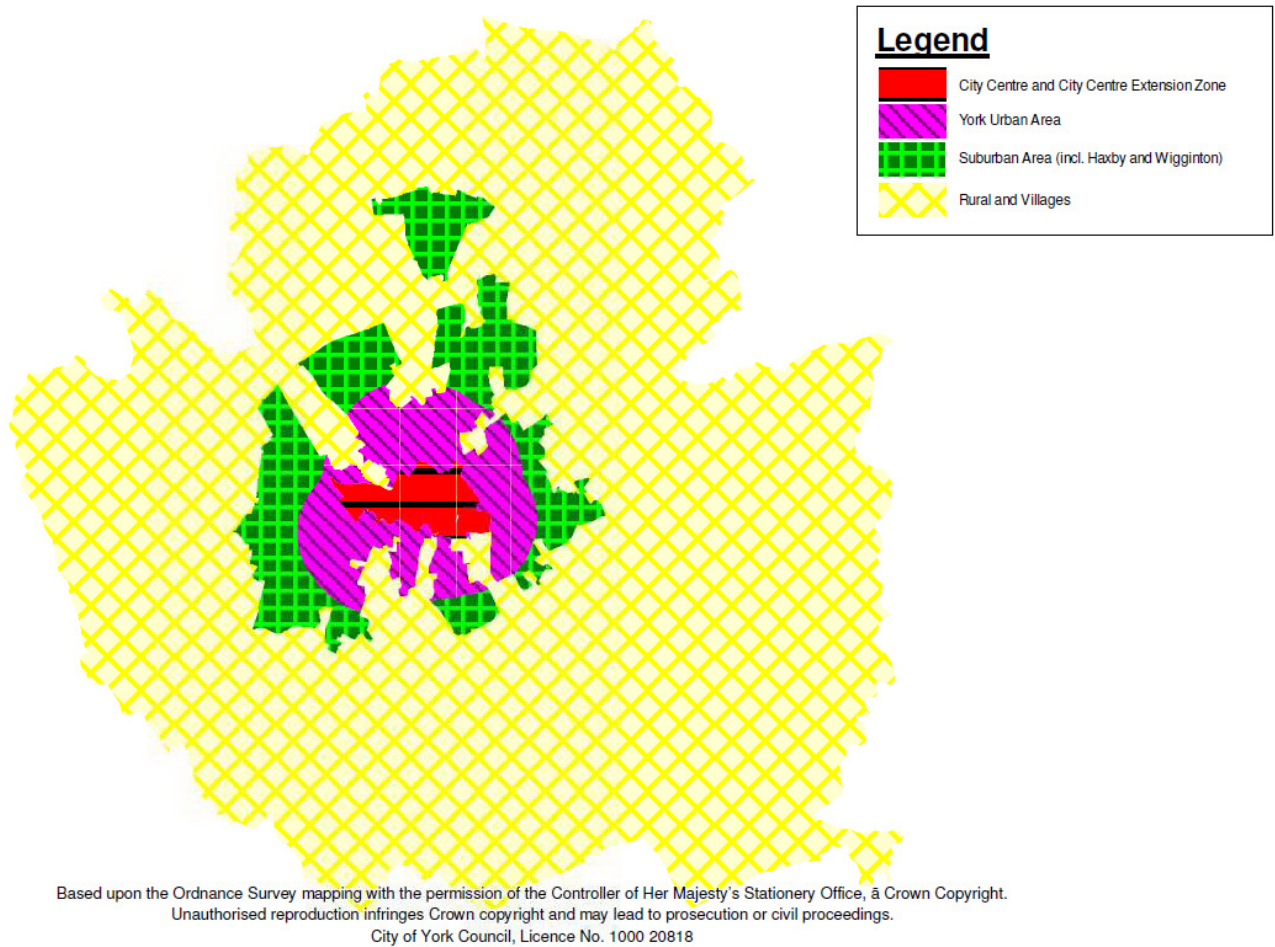 Legend
City Centre and City Centre Extension Zone
York Urban Area
Suburban Area (incl. Haxby and Wigginton)
Rural and Villages
Based upon the Ordnance Survey mapping with the permission of the Controller of Her Majesty's Stationery Office, ã Crown Copyright.
Unauthorised reproduction infringes Crown copyright and may lead to prosecution or civil proceedings.
City of York Council, Licence No. 1000 20818